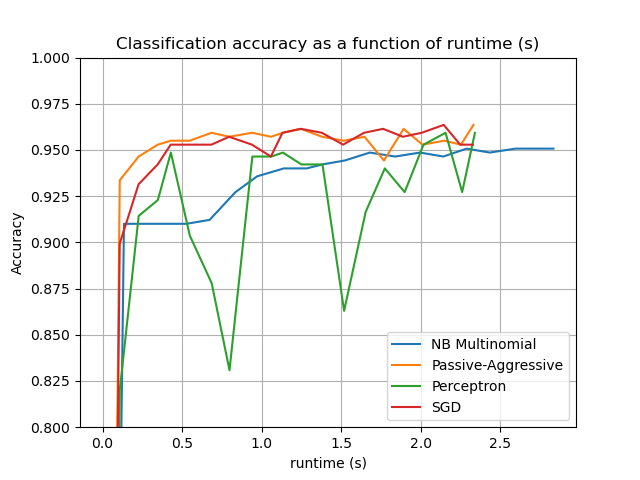 Classification accuracy as a function of runtime (s)
1.000
0.975
0.950
0.925
0.900
0.875
0.850
0.825
0.800
Accuracy
NB Multinomial
Passive-Aggressive
Perceptron
SGD
0.0 0.5 1.0 1.5 2.0 2.5
runtime (s)